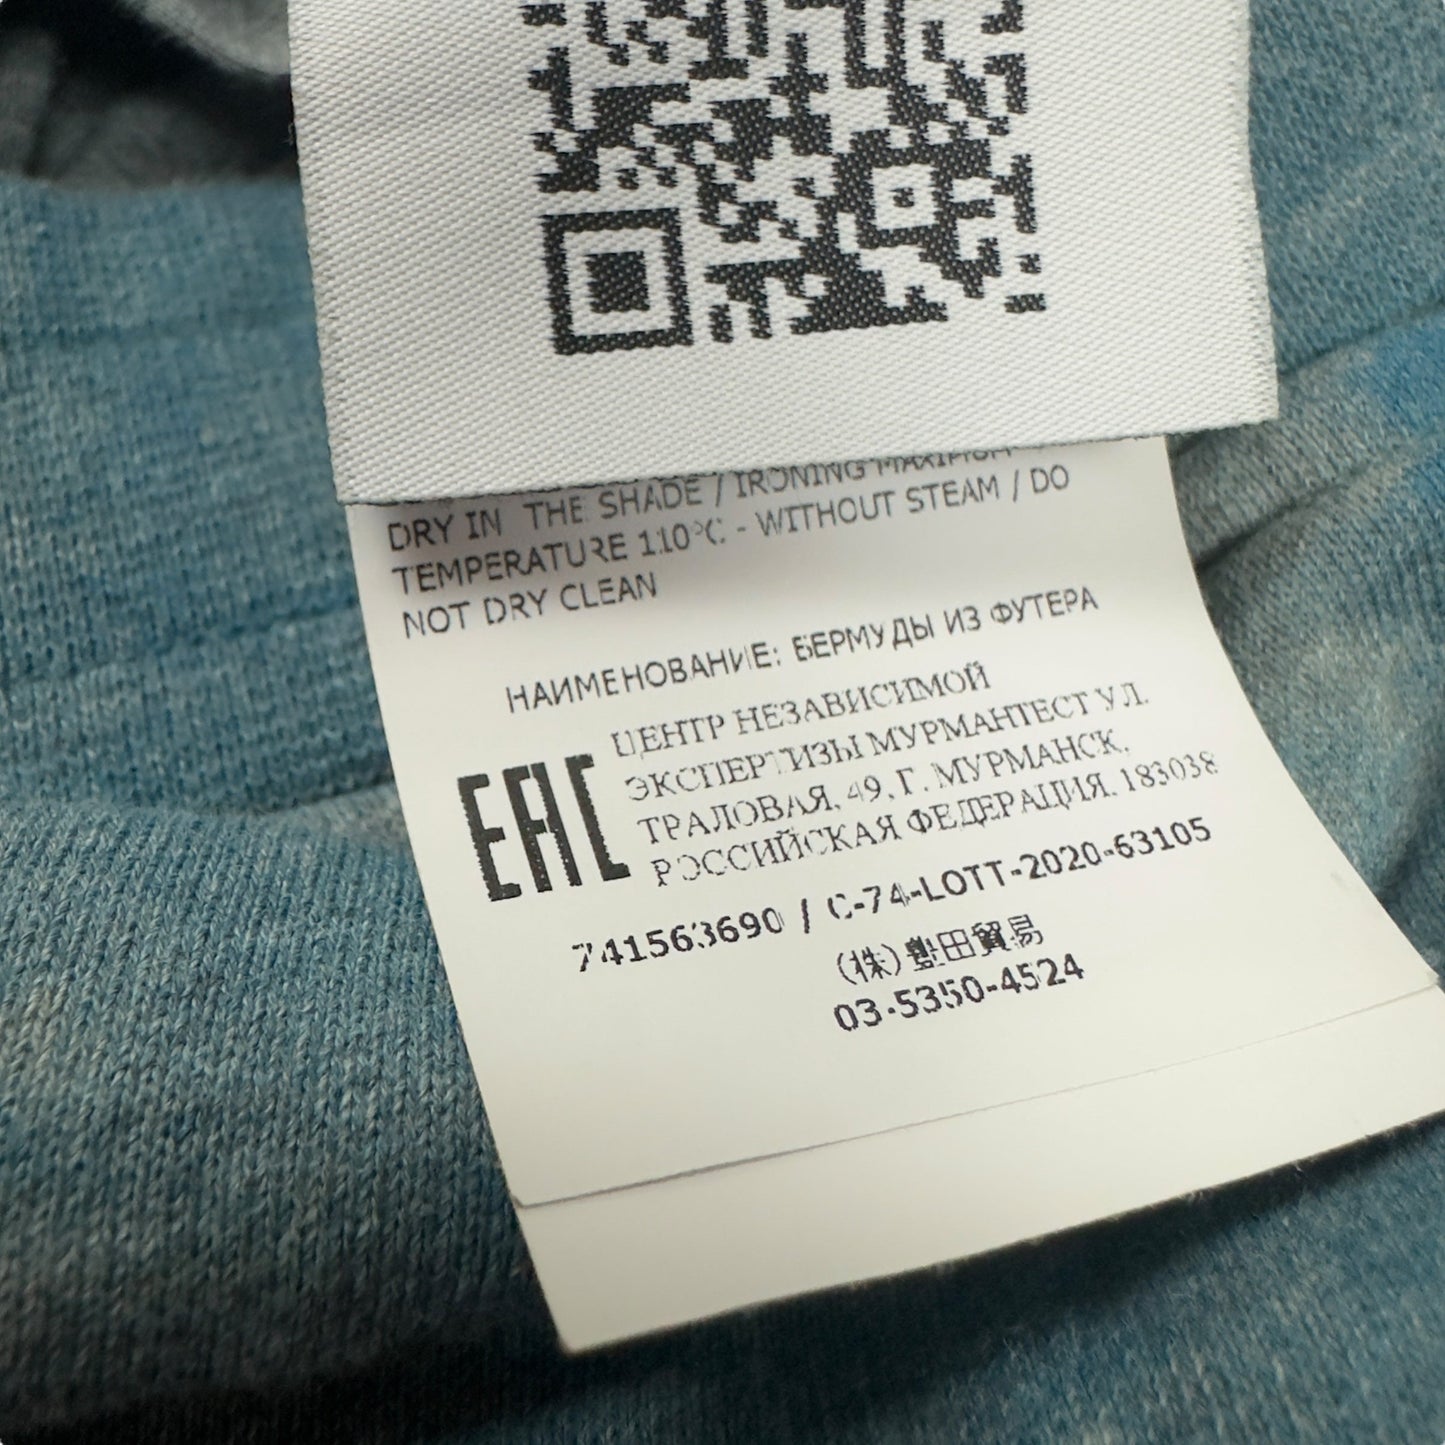 DRY IN THE SHADE / IRONING MAXIMUM
TEMPERATURE 110°C - WITHOUT STEAM / DO
NOT DRY CLEAN
НАИМЕНОВАНИЕ: БЕРМУДЫ ИЗ ФУТЕРА
EAC
ЦЕНТР НЕЗАВИСИМОЙ
ЭКСПЕРТИЗЫ МУРМАНТЕСТ УЛ.
ТРАЛОВАЯ, 49, Г. МУРМАНСК,
РОССИЙСКАЯ ФЕДЕРАЦИЯ, 183038
741563690 / C-74-LOTT-2020-63105
(株)豊田貿易
03-5350-4524